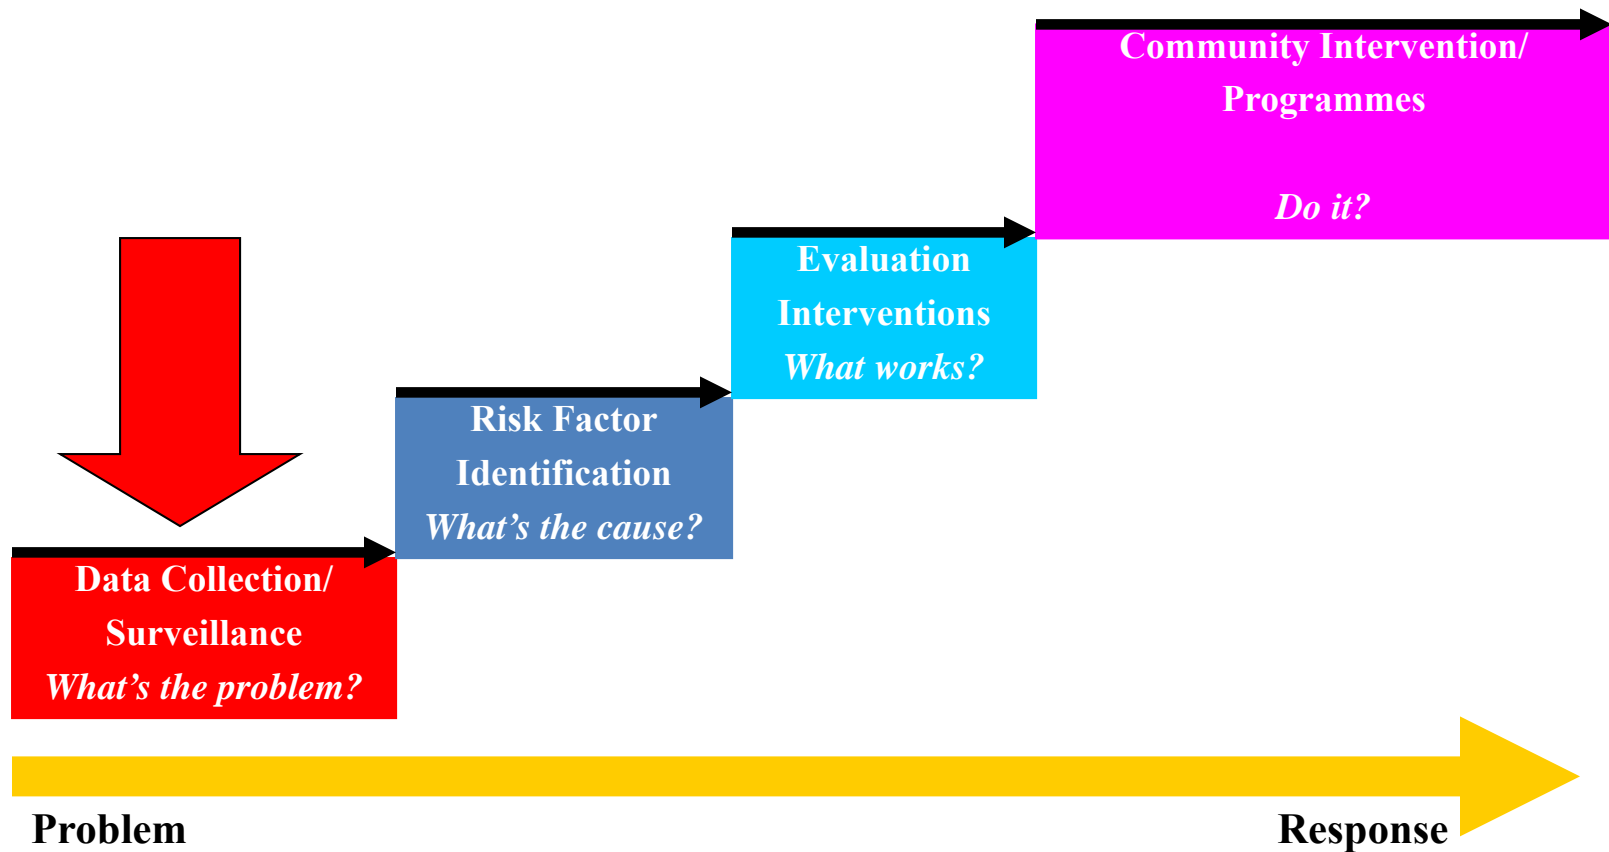 Community Intervention/
Programmes
Do it?
Evaluation
Interventions
What works?
Risk Factor
Identification
What’s the cause?
Data Collection/
Surveillance
What’s the problem?
Problem
Response